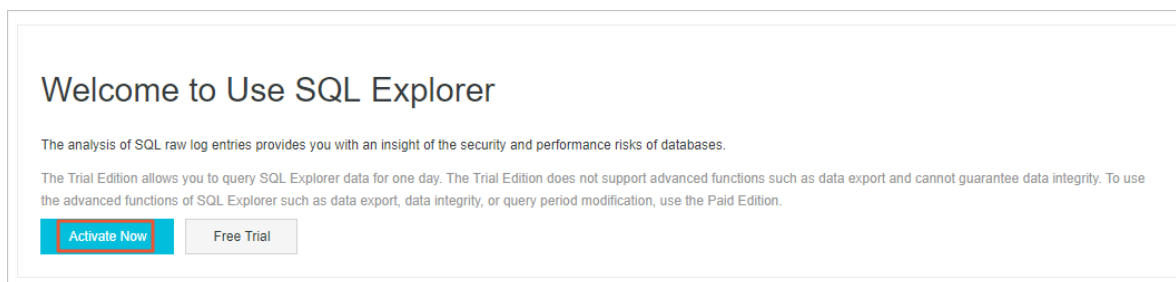 Welcome to Use SQL Explorer
The analysis of SQL raw log entries provides you with an insight of the security and performance risks of databases.
The Trial Edition allows you to query SQL Explorer data for one day. The Trial Edition does not support advanced functions such as data export and cannot guarantee data integrity. To use
the advanced functions of SQL Explorer such as data export, data integrity, or query period modification, use the Paid Edition.
Activate Now Free Trial